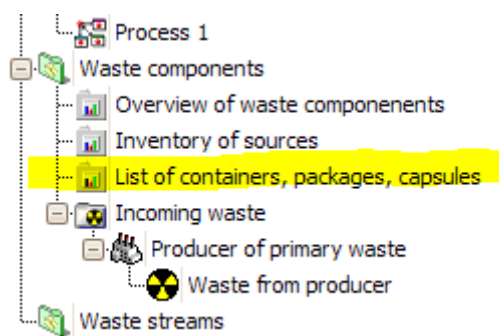 Process 1
Waste components
Overview of waste componenents
Inventory of sources
List of containers, packages, capsules
Incoming waste
Producer of primary waste
Waste from producer
Waste streams